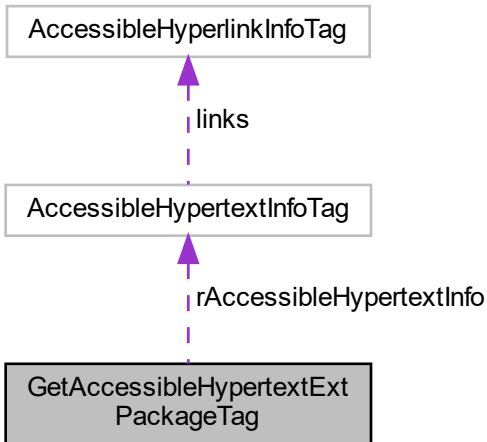 AccessibleHyperlinkInfoTag
links
AccessibleHypertextInfoTag
rAccessibleHypertextInfo
GetAccessibleHypertextExt
PackageTag